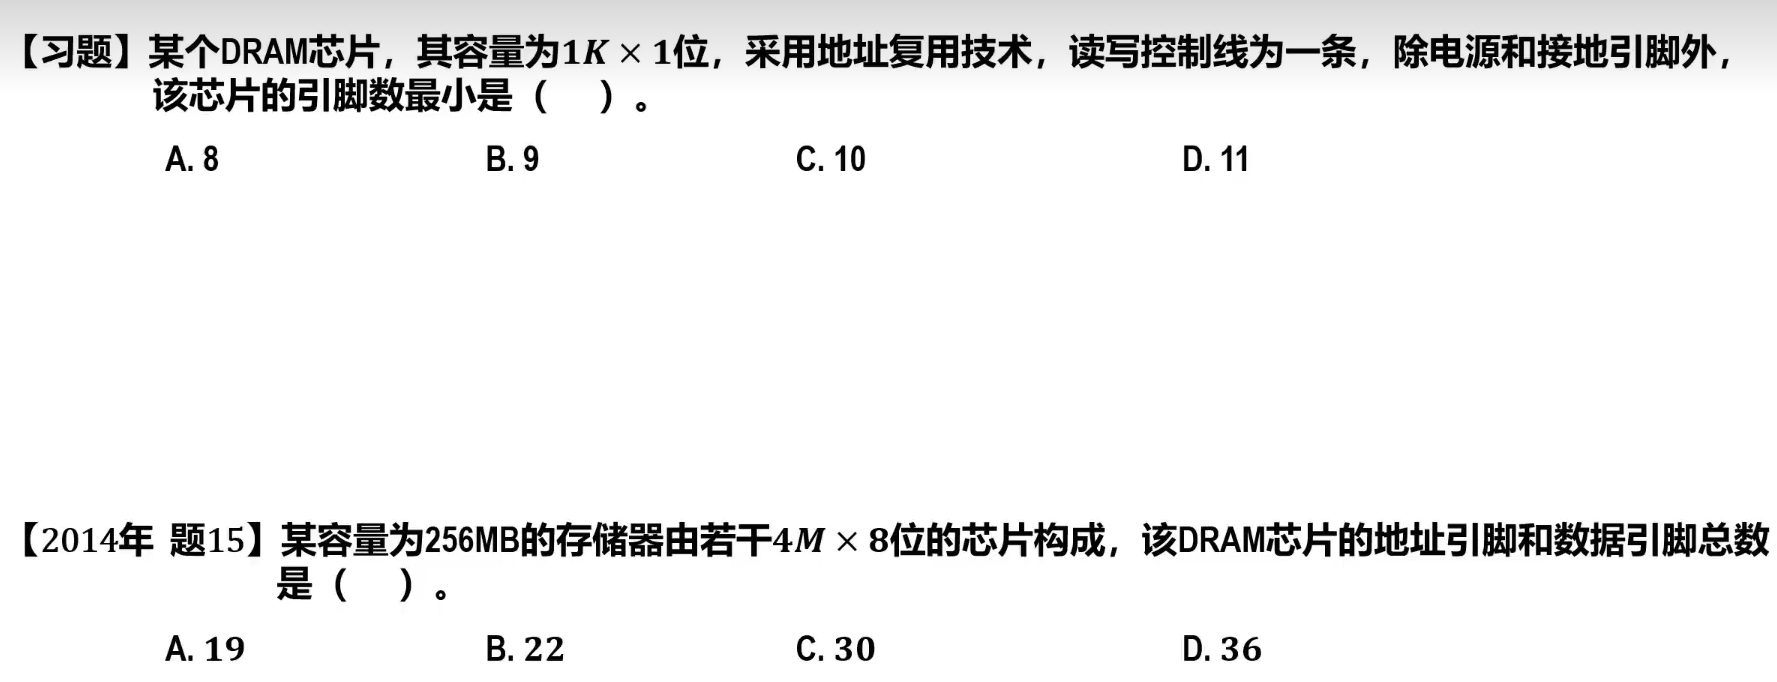 【习题】某个DRAM芯片，其容量为1K × 1位，采用地址复用技术，读写控制线为一条，除电源和接地引脚外，
该芯片的引脚数最小是（　）。
A. 8 B. 9 C. 10 D. 11
【2014年 题15】某容量为256MB的存储器由若干4M × 8位的芯片构成，该DRAM芯片的地址引脚和数据引脚总数
是（　）。
A. 19 B. 22 C. 30 D. 36